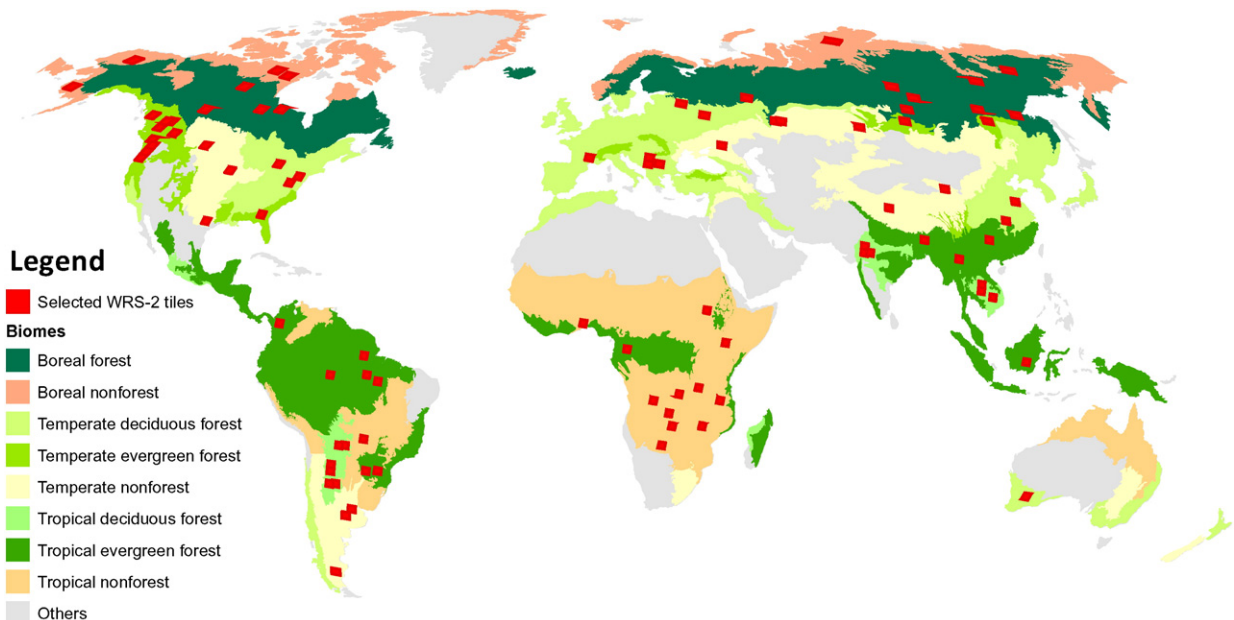 Legend
Selected WRS-2 tiles
Biomes
Boreal forest
Boreal nonforest
Temperate deciduous forest
Temperate evergreen forest
Temperate nonforest
Tropical deciduous forest
Tropical evergreen forest
Tropical nonforest
Others